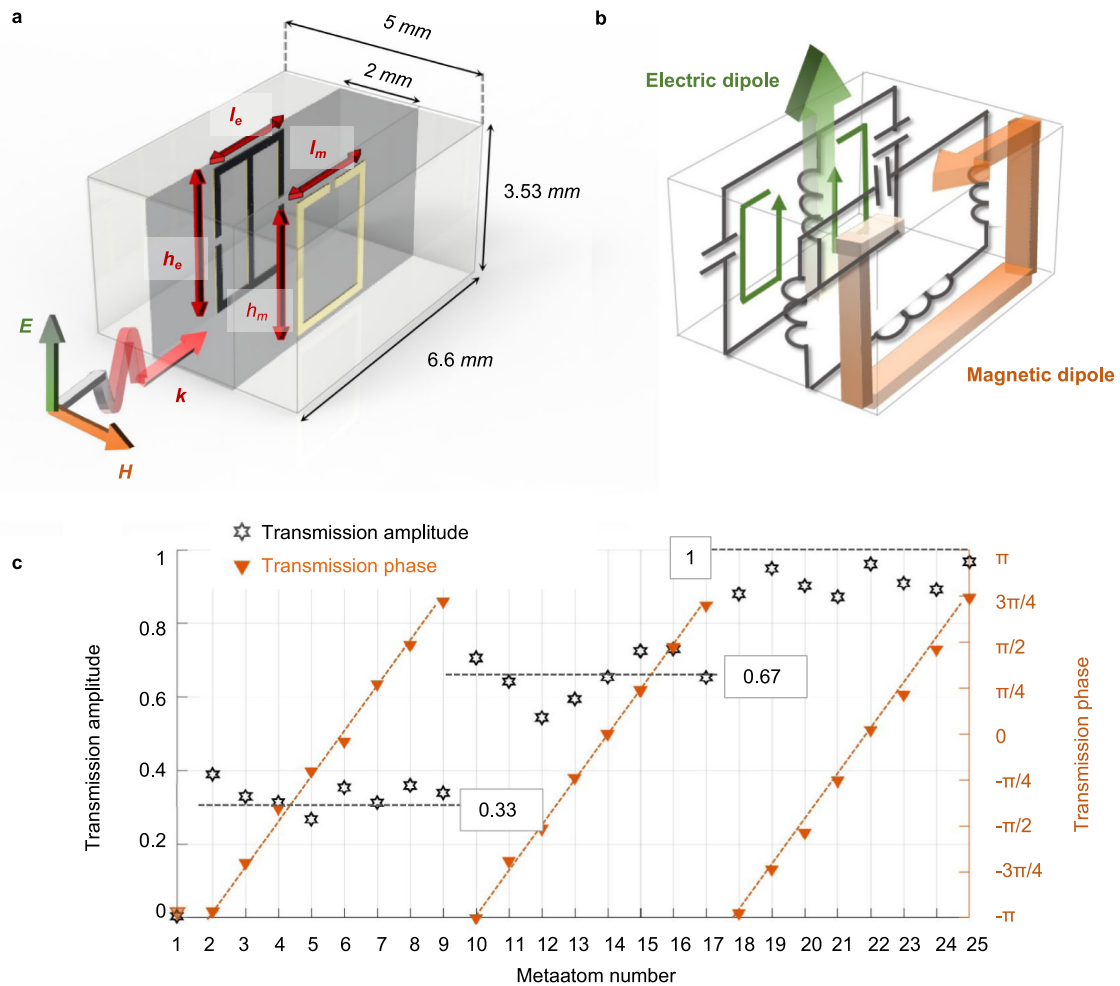 a
b
5 mm
2 mm
l_e
l_m
h_e
h_m
3.53 mm
6.6 mm
E
k
H
Electric dipole
Magnetic dipole
c
Transmission amplitude
Transmission phase
Transmission amplitude
1
0.8
0.6
0.4
0.2
0
0.33
0.67
1
π
3π/4
π/2
π/4
0
-π/4
-π/2
-3π/4
-π
Transmission phase
1 2 3 4 5 6 7 8 9 10 11 12 13 14 15 16 17 18 19 20 21 22 23 24 25
Metaatom number